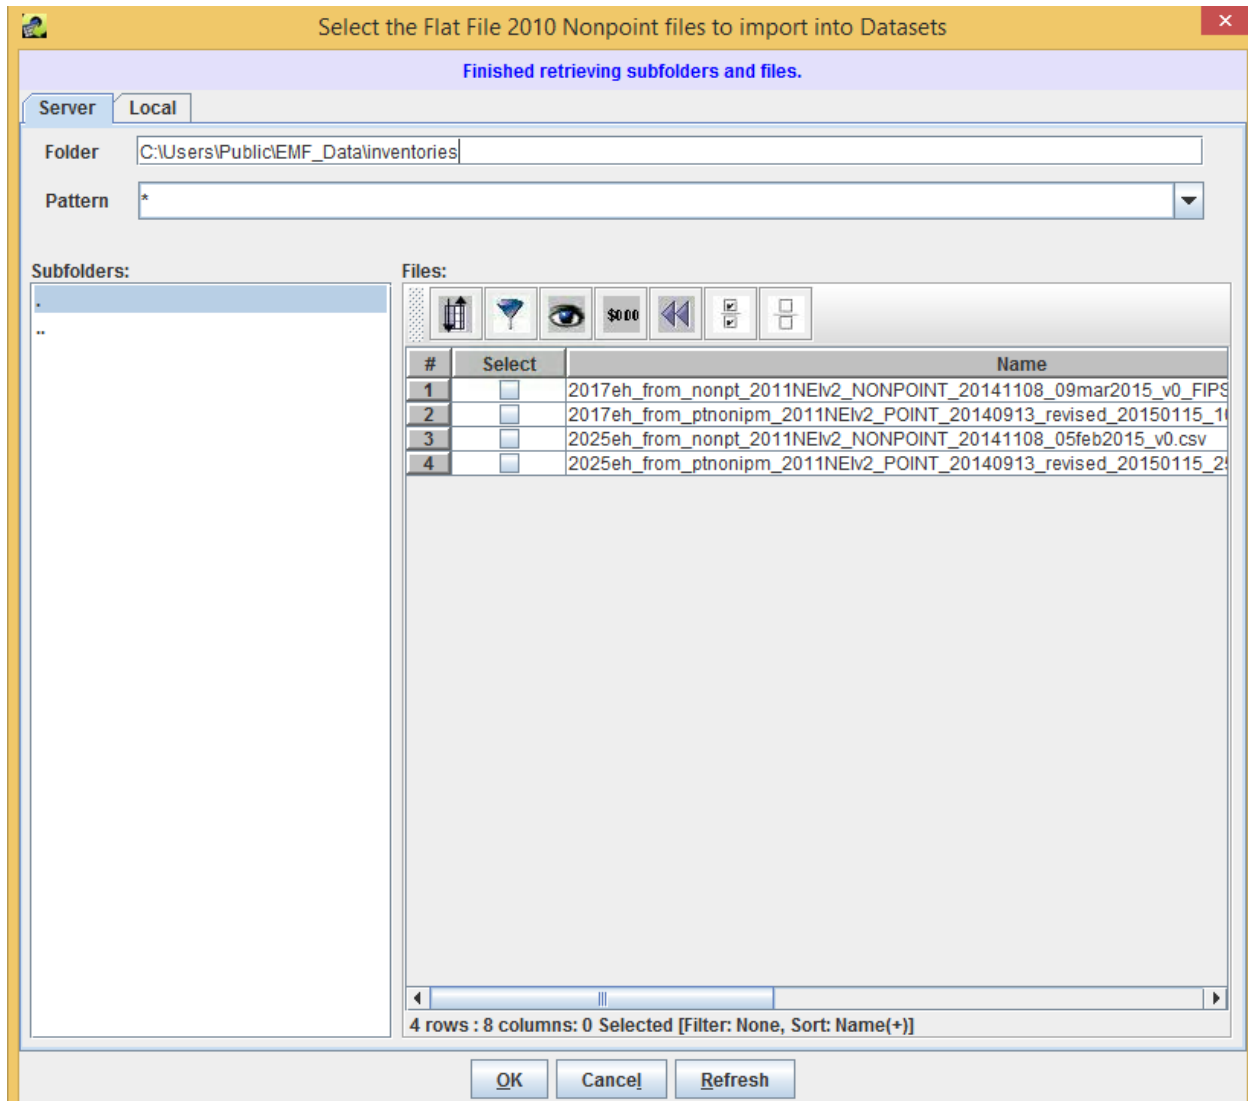 Select the Flat File 2010 Nonpoint files to import into Datasets
Finished retrieving subfolders and files.
Server Local
Folder C:\Users\Public\EMF_Data\inventories
Pattern *
Subfolders: Files:
.
..
$0.00
# Select Name
1 2017eh_from_nonpt_2011NEIv2_NONPOINT_20141108_09mar2015_v0_FIPS
2 2017eh_from_ptnonipm_2011NEIv2_POINT_20140913_revised_20150115_1
3 2025eh_from_nonpt_2011NEIv2_NONPOINT_20141108_05feb2015_v0.csv
4 2025eh_from_ptnonipm_2011NEIv2_POINT_20140913_revised_20150115_2
4 rows : 8 columns: 0 Selected [Filter: None, Sort: Name(+)]
OK Cancel Refresh